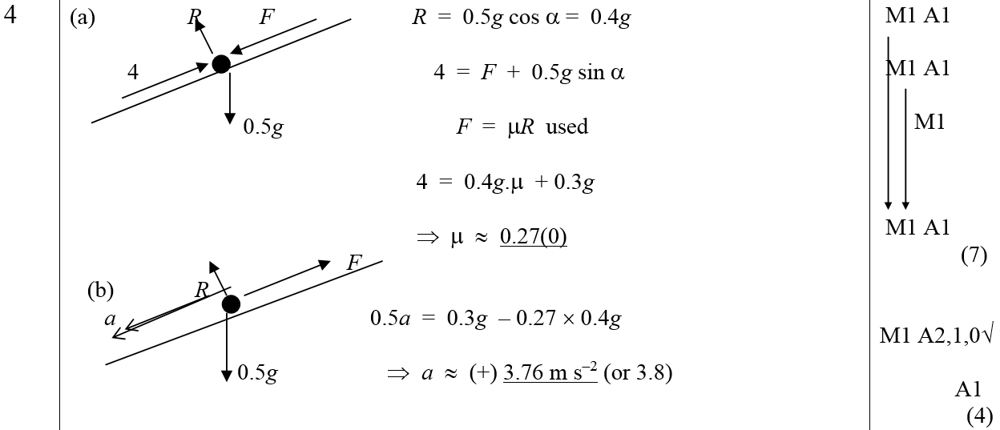 4 (a) R F R = 0.5g cos α = 0.4g M1 A1
4 4 = F + 0.5g sin α M1 A1
0.5g F = μR used M1
4 = 0.4g.μ + 0.3g
⇒ μ ≈ 0.27(0) M1 A1
(7)
(b) R F
a 0.5a = 0.3g – 0.27 × 0.4g M1 A2,1,0√
0.5g ⇒ a ≈ (+) 3.76 m s⁻² (or 3.8)
A1
(4)